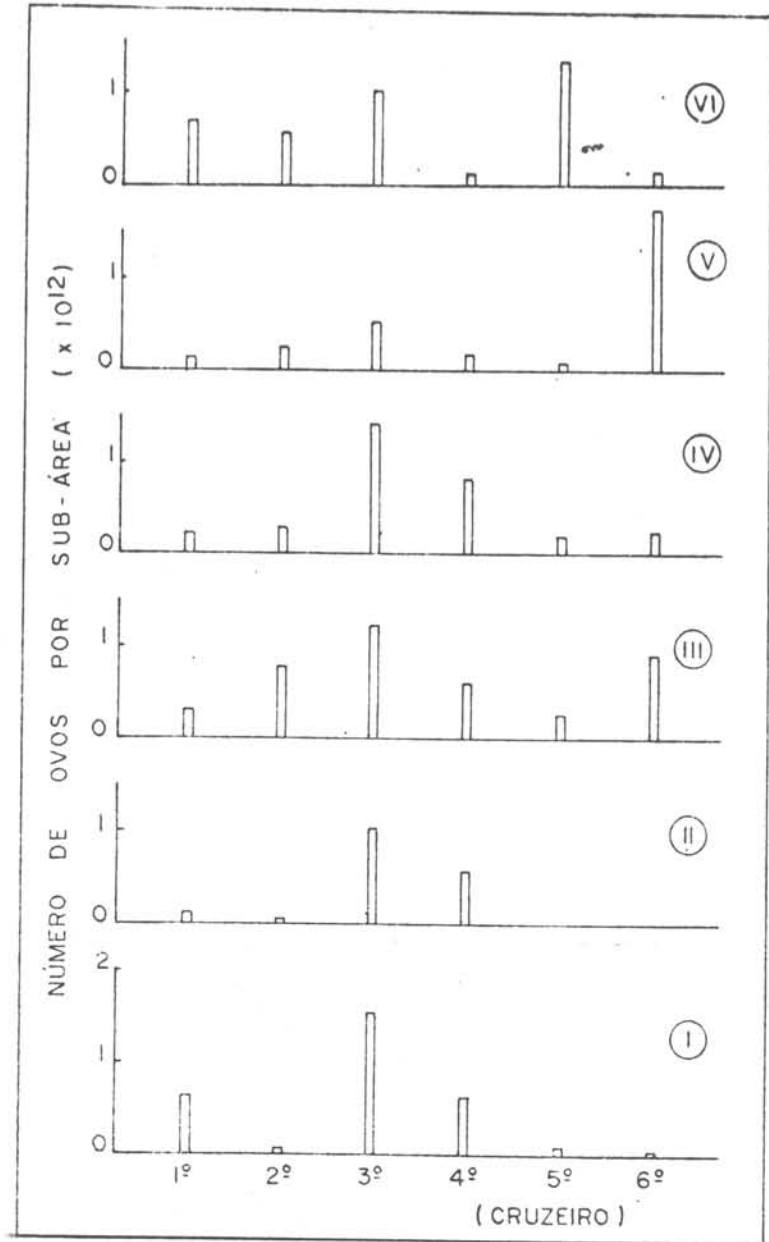 NÚMERO DE OVOS POR SUB-ÁREA ( x 10¹²)
1
0
VI
1
0
V
1
0
IV
1
0
III
1
0
II
2
1
0
I
1º 2º 3º 4º 5º 6º
( CRUZEIRO )